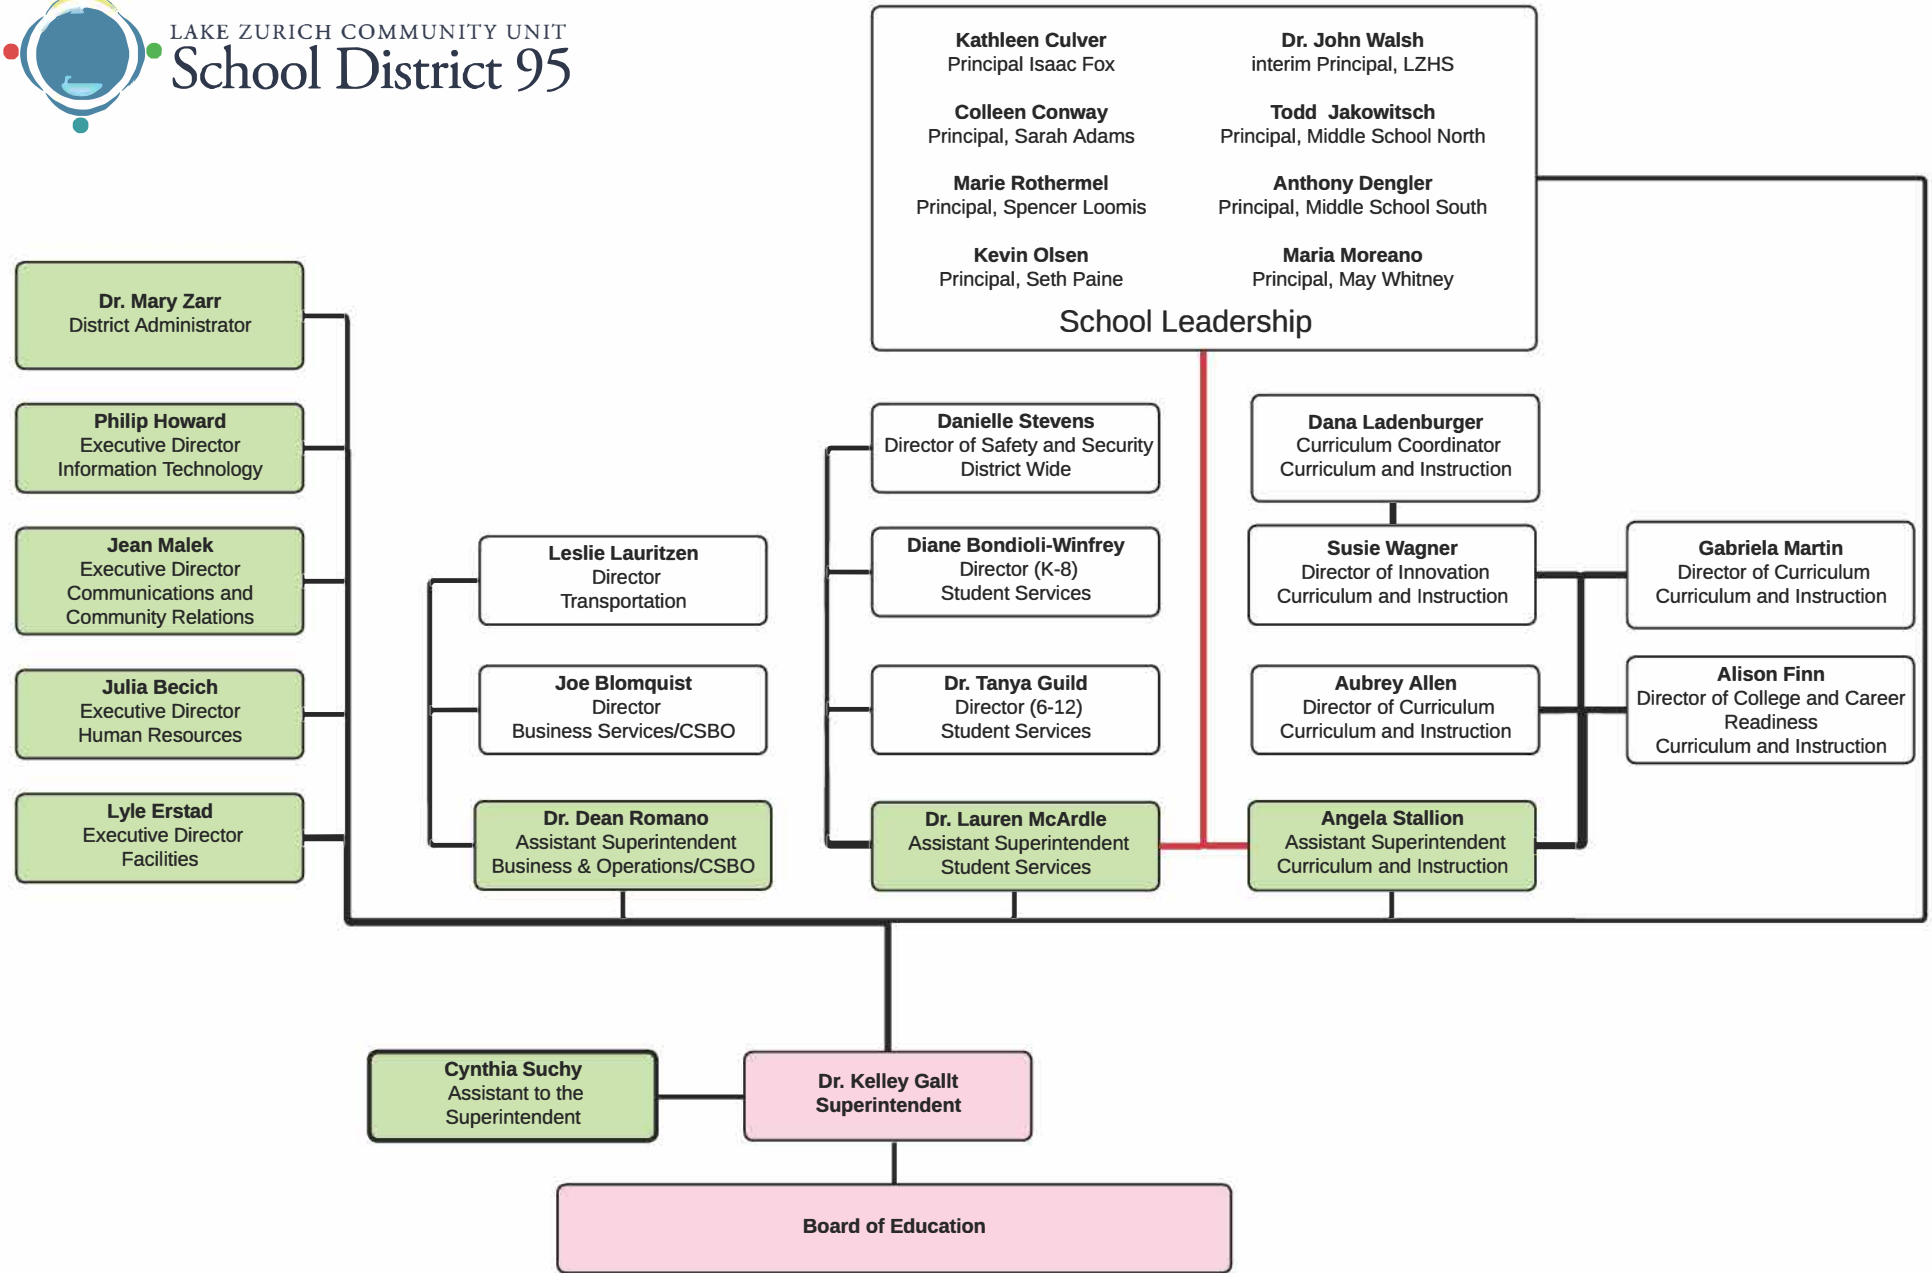 LAKE ZURICH COMMUNITY UNIT
School District 95
Kathleen Culver
Principal Isaac Fox
Dr. John Walsh
interim Principal, LZHS
Colleen Conway
Principal, Sarah Adams
Todd Jakowitsch
Principal, Middle School North
Marie Rothermel
Principal, Spencer Loomis
Anthony Dengler
Principal, Middle School South
Kevin Olsen
Principal, Seth Paine
Maria Moreano
Principal, May Whitney
School Leadership
Dr. Mary Zarr
District Administrator
Philip Howard
Executive Director
Information Technology
Jean Malek
Executive Director
Communications and
Community Relations
Julia Becich
Executive Director
Human Resources
Lyle Erstad
Executive Director
Facilities
Leslie Lauritzen
Director
Transportation
Joe Blomquist
Director
Business Services/CSBO
Dr. Dean Romano
Assistant Superintendent
Business & Operations/CSBO
Danielle Stevens
Director of Safety and Security
District Wide
Diane Bondioli-Winfrey
Director (K-8)
Student Services
Dr. Tanya Guild
Director (6-12)
Student Services
Dr. Lauren McArdle
Assistant Superintendent
Student Services
Dana Ladenburger
Curriculum Coordinator
Curriculum and Instruction
Susie Wagner
Director of Innovation
Curriculum and Instruction
Aubrey Allen
Director of Curriculum
Curriculum and Instruction
Angela Stallion
Assistant Superintendent
Curriculum and Instruction
Gabriela Martin
Director of Curriculum
Curriculum and Instruction
Alison Finn
Director of College and Career
Readiness
Curriculum and Instruction
Cynthia Suchy
Assistant to the
Superintendent
Dr. Kelley Gallt
Superintendent
Board of Education